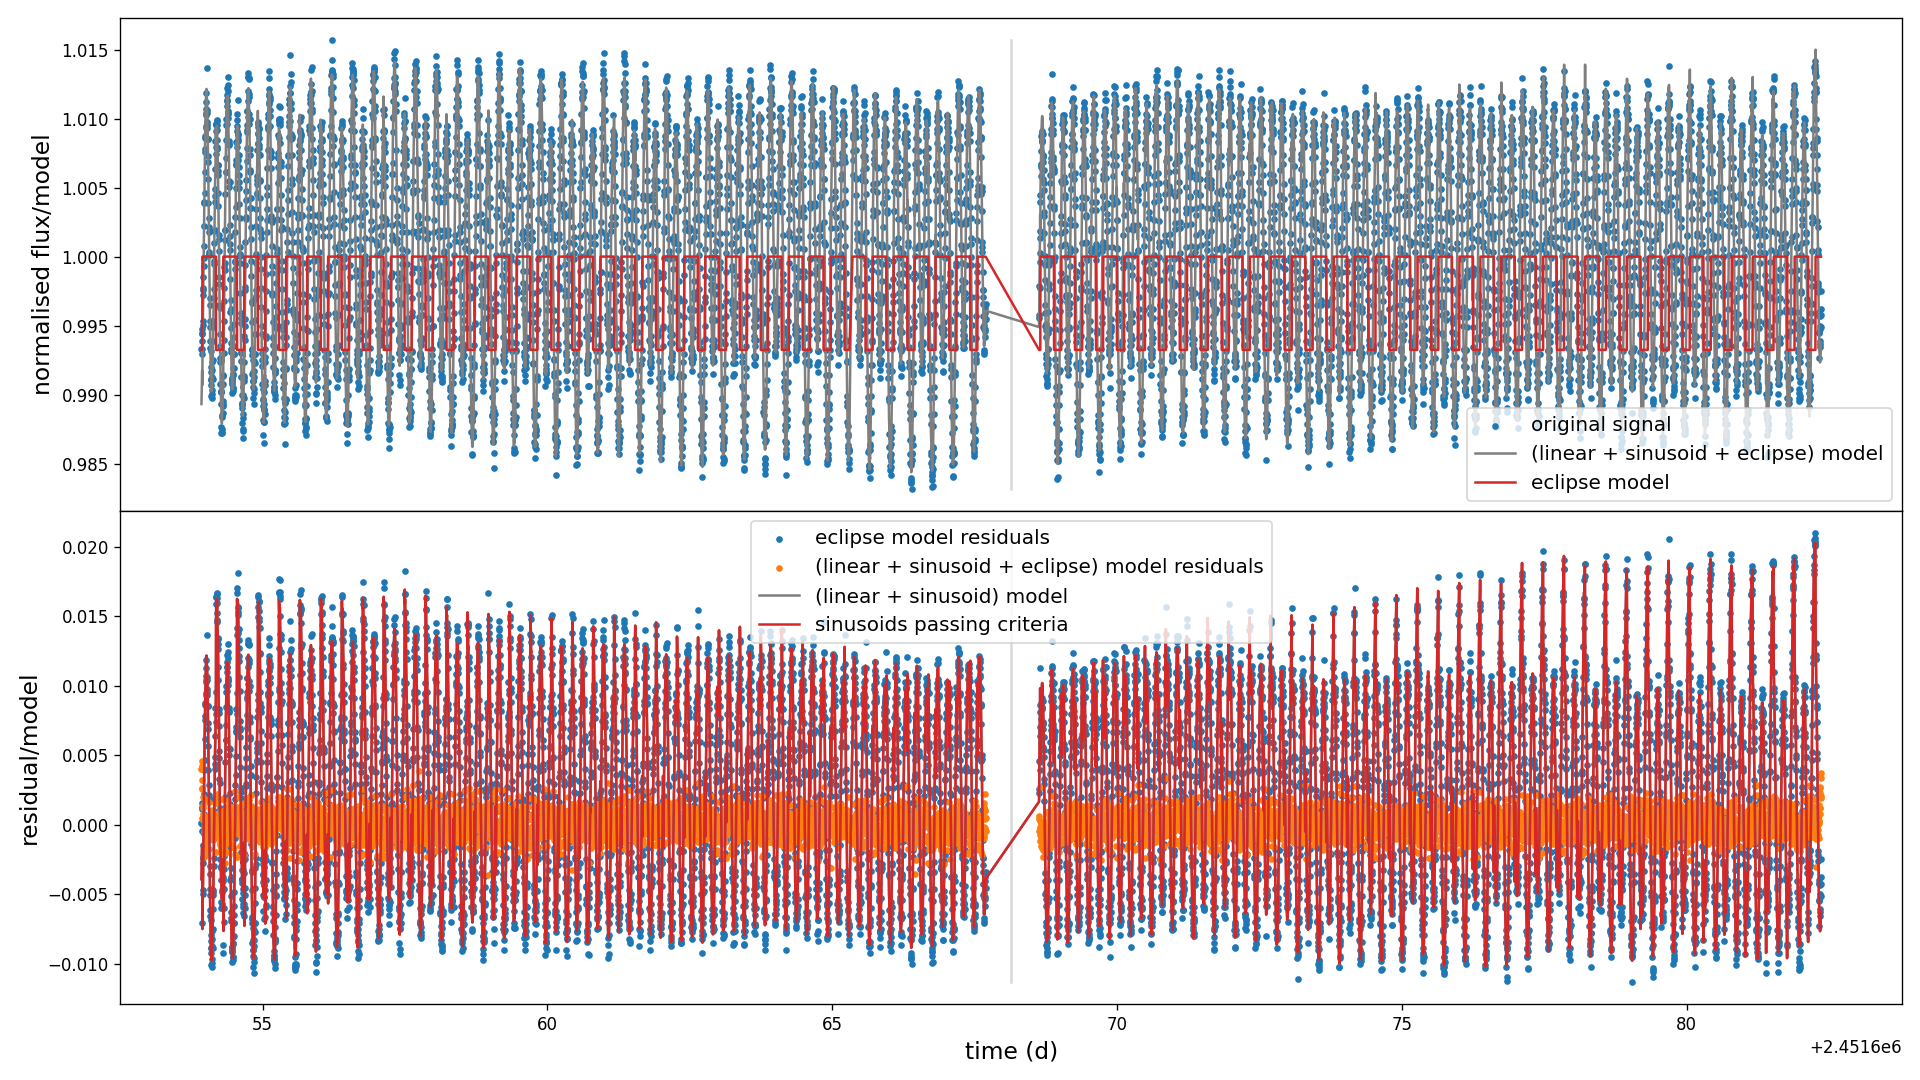 1.015
1.010
1.005
1.000
0.995
0.990
0.985
normalised flux/model
original signal
(linear + sinusoid + eclipse) model
eclipse model
0.020
0.015
0.010
0.005
0.000
−0.005
−0.010
residual/model
eclipse model residuals
(linear + sinusoid + eclipse) model residuals
(linear + sinusoid) model
sinusoids passing criteria
55
60
65
70
75
80
time (d)
+2.4516e6